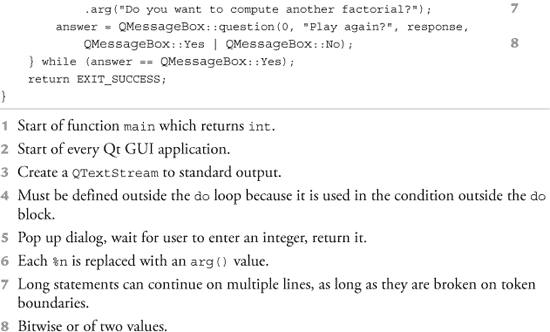 .arg("Do you want to compute another factorial?"); 7
answer = QMessageBox::question(0, "Play again?", response,
QMessageBox::Yes | QMessageBox::No); 8
} while (answer == QMessageBox::Yes);
return EXIT_SUCCESS;
}
1 Start of function main which returns int.
2 Start of every Qt GUI application.
3 Create a QTextStream to standard output.
4 Must be defined outside the do loop because it is used in the condition outside the do
block.
5 Pop up dialog, wait for user to enter an integer, return it.
6 Each %n is replaced with an arg() value.
7 Long statements can continue on multiple lines, as long as they are broken on token
boundaries.
8 Bitwise or of two values.